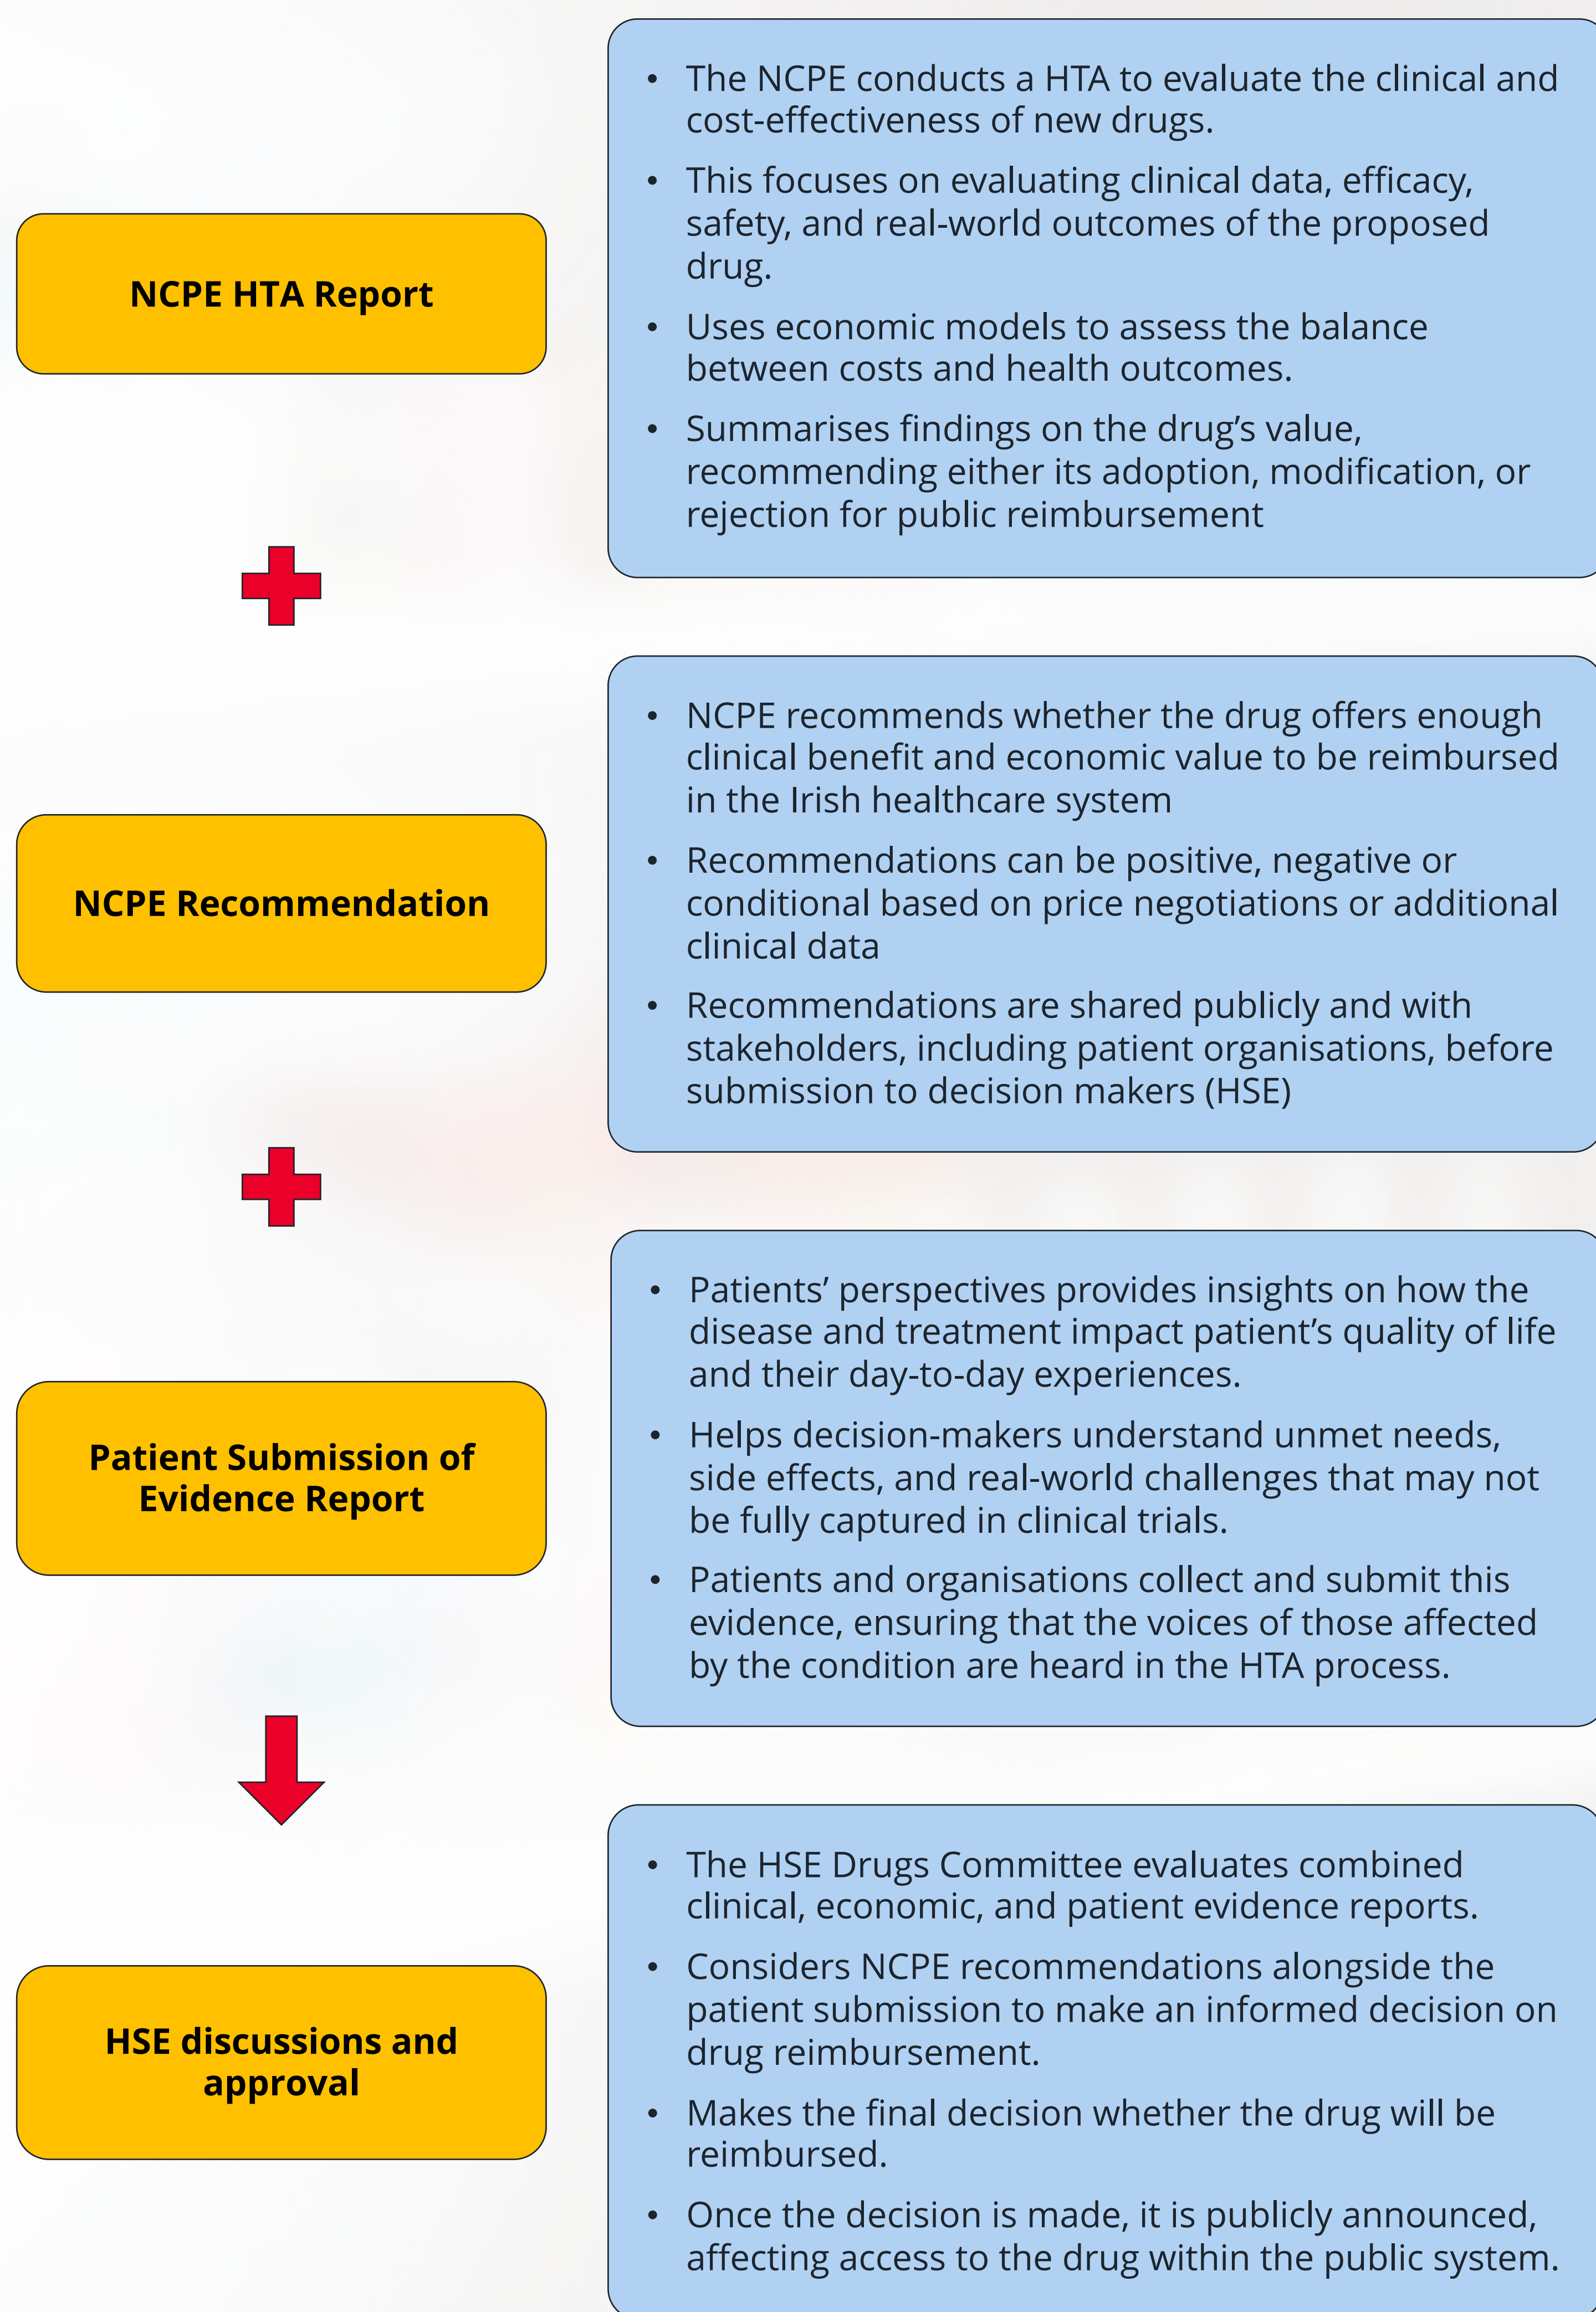 NCPE HTA Report
• The NCPE conducts a HTA to evaluate the clinical and
cost-effectiveness of new drugs.
• This focuses on evaluating clinical data, efficacy,
safety, and real-world outcomes of the proposed
drug.
• Uses economic models to assess the balance
between costs and health outcomes.
• Summarises findings on the drug’s value,
recommending either its adoption, modification, or
rejection for public reimbursement
NCPE Recommendation
• NCPE recommends whether the drug offers enough
clinical benefit and economic value to be reimbursed
in the Irish healthcare system
• Recommendations can be positive, negative or
conditional based on price negotiations or additional
clinical data
• Recommendations are shared publicly and with
stakeholders, including patient organisations, before
submission to decision makers (HSE)
Patient Submission of
Evidence Report
• Patients’ perspectives provides insights on how the
disease and treatment impact patient’s quality of life
and their day-to-day experiences.
• Helps decision-makers understand unmet needs,
side effects, and real-world challenges that may not
be fully captured in clinical trials.
• Patients and organisations collect and submit this
evidence, ensuring that the voices of those affected
by the condition are heard in the HTA process.
HSE discussions and
approval
• The HSE Drugs Committee evaluates combined
clinical, economic, and patient evidence reports.
• Considers NCPE recommendations alongside the
patient submission to make an informed decision on
drug reimbursement.
• Makes the final decision whether the drug will be
reimbursed.
• Once the decision is made, it is publicly announced,
affecting access to the drug within the public system.